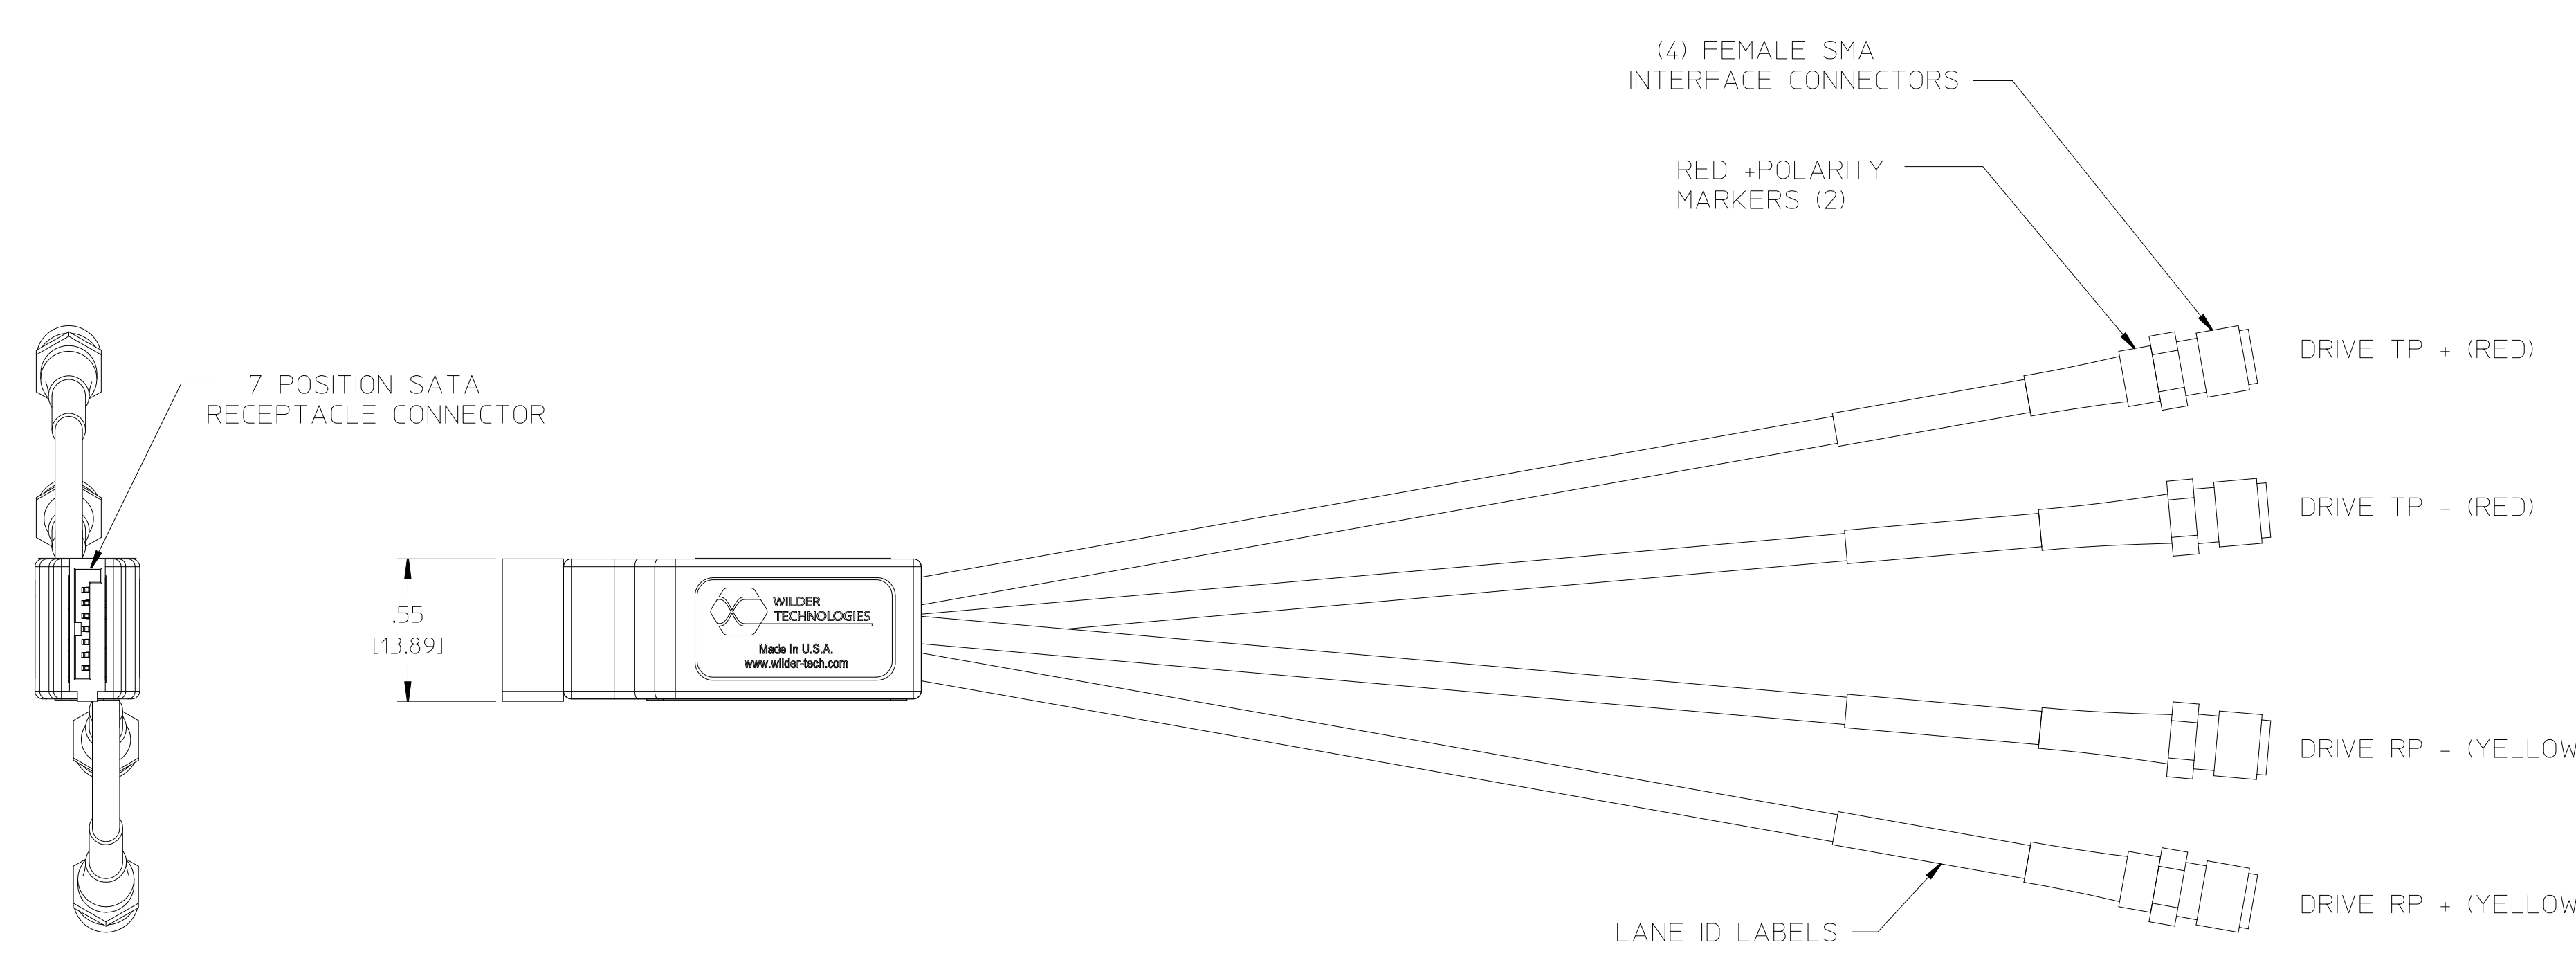 (4) FEMALE SMA
INTERFACE CONNECTORS
RED +POLARITY
MARKERS (2)
DRIVE TP + (RED)
7 POSITION SATA
RECEPTACLE CONNECTOR
DRIVE TP - (RED)
.55
[13.89]
WILDER
TECHNOLOGIES
Made In U.S.A.
www.wilder-tech.com
DRIVE RP - (YELLOW
DRIVE RP + (YELLOW
LANE ID LABELS